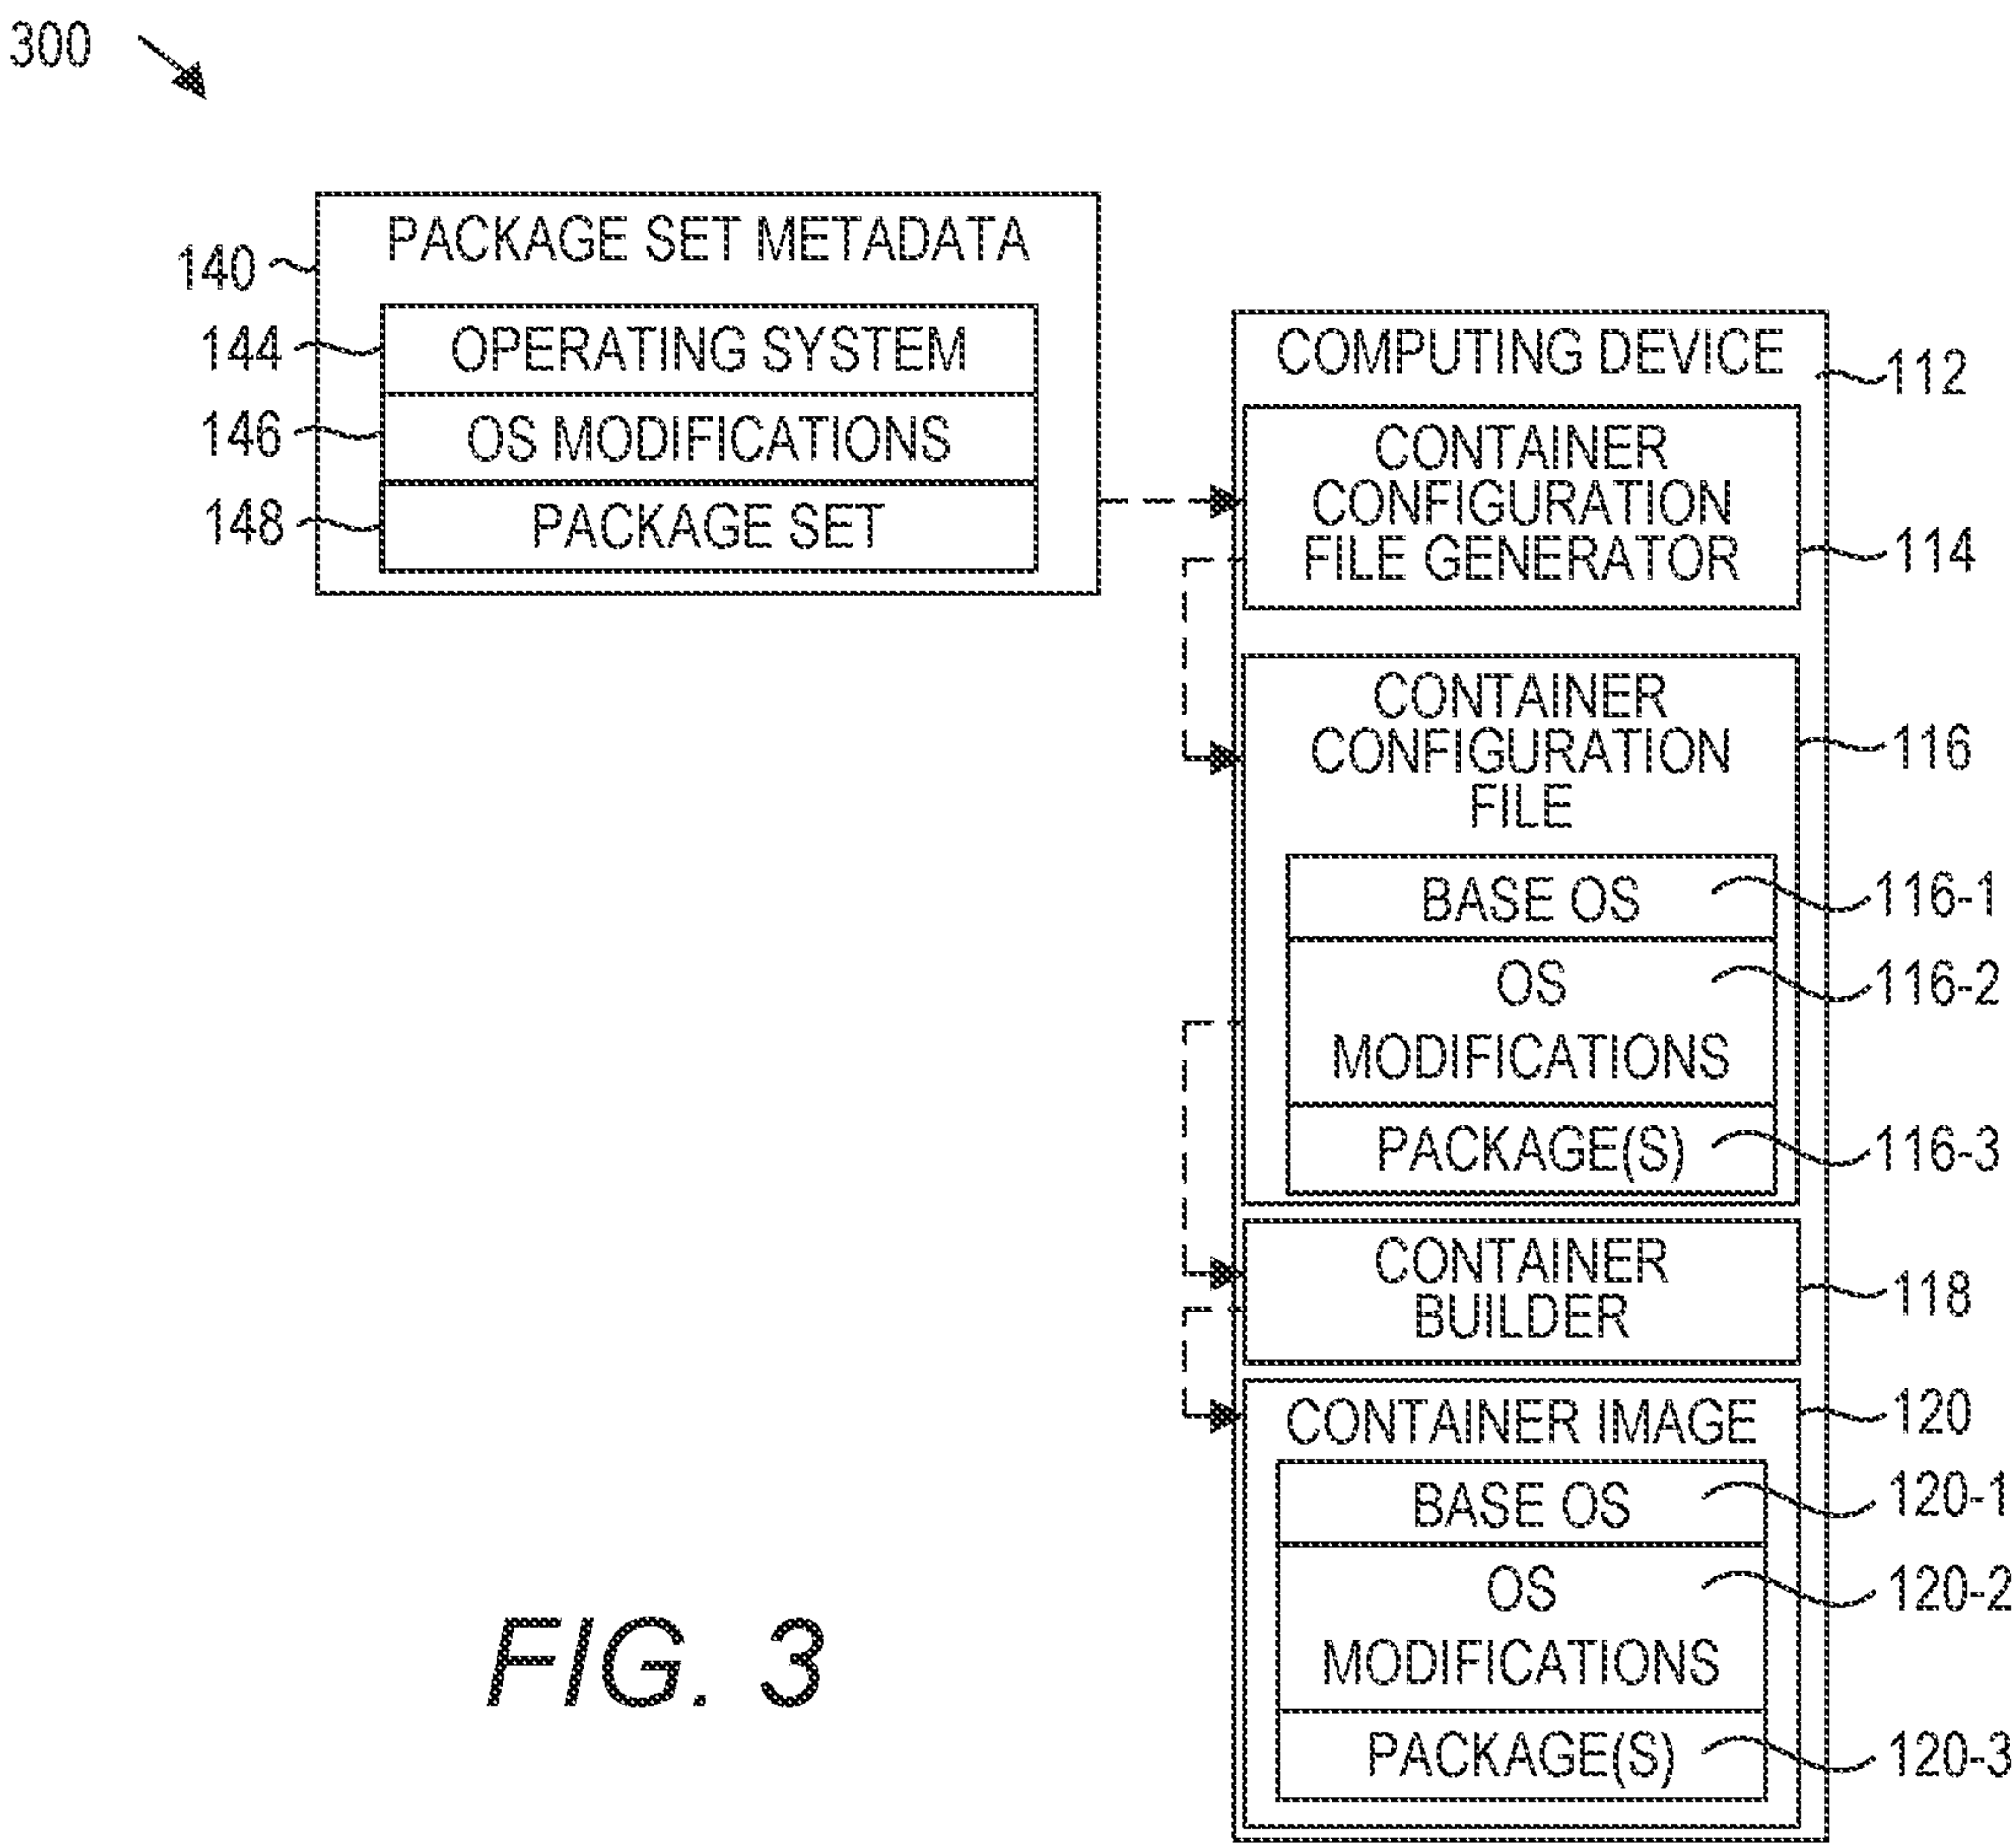 300
PACKAGE SET METADATA
140
OPERATING SYSTEM
144
OS MODIFICATIONS
146
PACKAGE SET
148
COMPUTING DEVICE
112
CONTAINER
CONFIGURATION
FILE GENERATOR
114
CONTAINER
CONFIGURATION
FILE
116
BASE OS
116-1
OS
MODIFICATIONS
116-2
PACKAGE(S)
116-3
CONTAINER
BUILDER
118
CONTAINER IMAGE
120
BASE OS
120-1
OS
MODIFICATIONS
120-2
PACKAGE(S)
120-3
FIG. 3